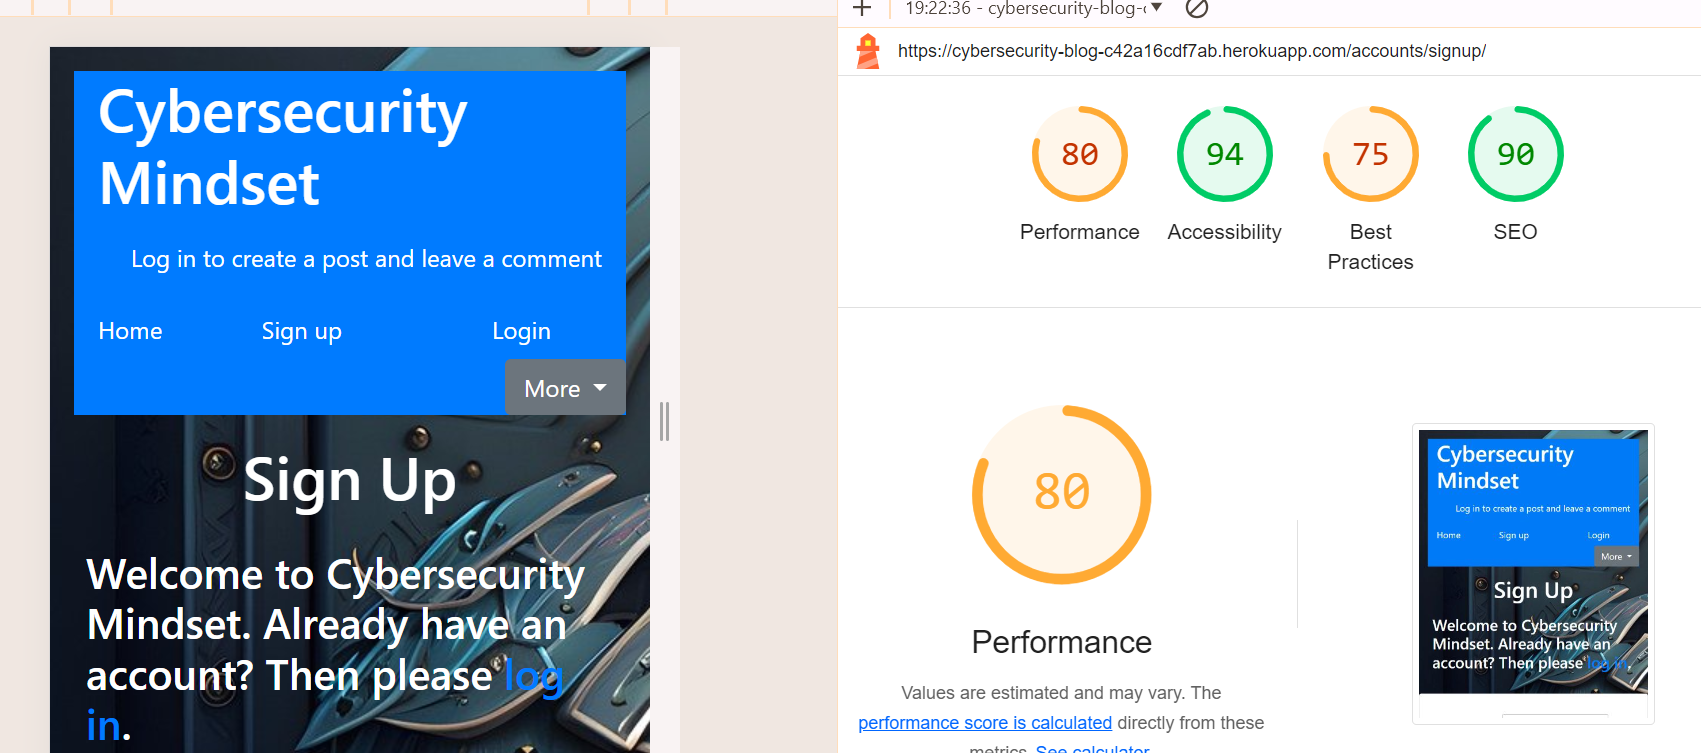 Cybersecurity
Mindset
Log in to create a post and leave a comment
Home Sign up Login
More
Sign Up
Welcome to Cybersecurity
Mindset. Already have an
account? Then please log
in.
19:22:36 - cybersecurity-blog-
https://cybersecurity-blog-c42a16cdf7ab.herokuapp.com/accounts/signup/
80 94 75 90
Performance Accessibility Best SEO
Practices
80
Performance
Values are estimated and may vary. The
performance score is calculated directly from these
metrics. See calculator
Cybersecurity
Mindset
Log in to create a post and leave a comment
Home Sign up Login
More
Sign Up
Welcome to Cybersecurity
Mindset. Already have an
account? Then please log in.